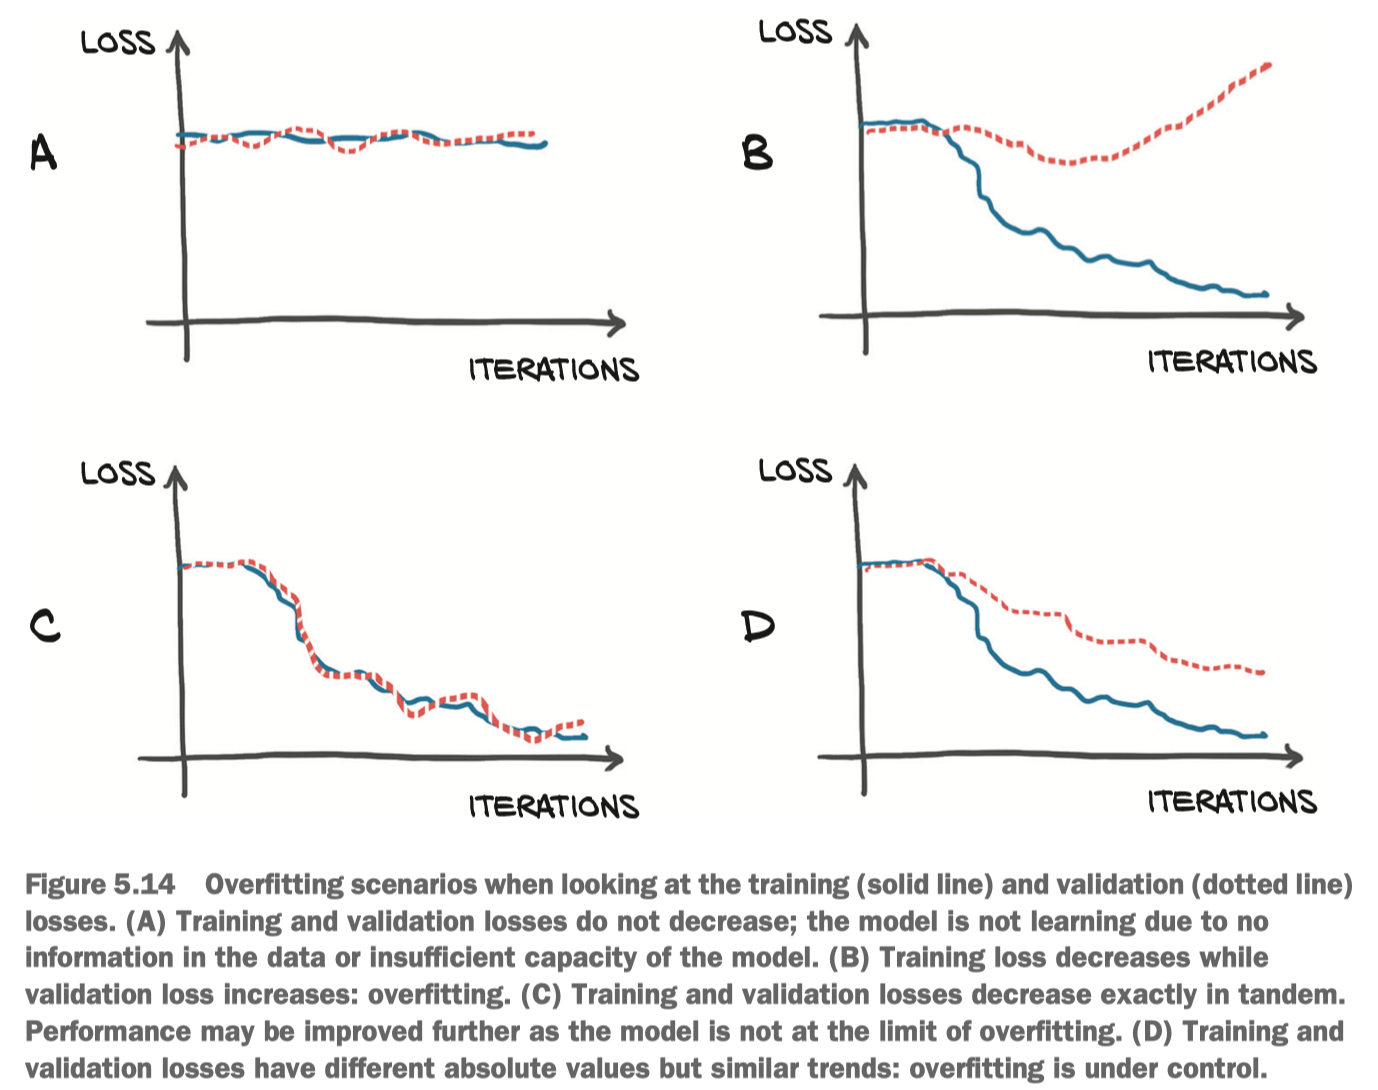 LOSS
A
ITERATIONS
LOSS
B
ITERATIONS
LOSS
C
ITERATIONS
LOSS
D
ITERATIONS
Figure 5.14 Overfitting scenarios when looking at the training (solid line) and validation (dotted line)
losses. (A) Training and validation losses do not decrease; the model is not learning due to no
information in the data or insufficient capacity of the model. (B) Training loss decreases while
validation loss increases: overfitting. (C) Training and validation losses decrease exactly in tandem.
Performance may be improved further as the model is not at the limit of overfitting. (D) Training and
validation losses have different absolute values but similar trends: overfitting is under control.